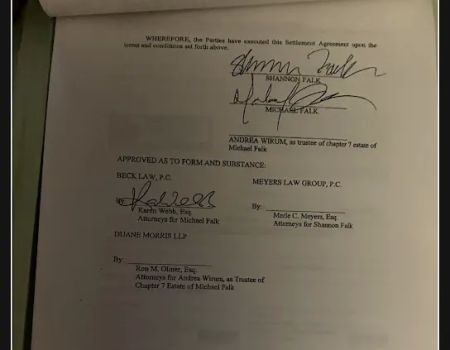 WHEREFORE, the Parties have executed this Settlement Agreement upon the
terms and conditions set forth above.
SHANNON FALK
MICHAEL FALK
ANDREA WIRUM, as trustee of chapter 7 estate of
Michael Falk
APPROVED AS TO FORM AND SUBSTANCE:
BECK LAW, P.C.
MEYERS LAW GROUP, P.C.
Webb, Esq.
Attorneys for Michael Falk
By:
Merle C. Meyers, Esq.
Attorneys for Shannon Falk
DUANE MORRIS LLP
By:
Ron M. Oliner, Esq.
Attorneys for Andrea Wirum, as Trustee of
Chapter 7 Estate of Michael Falk